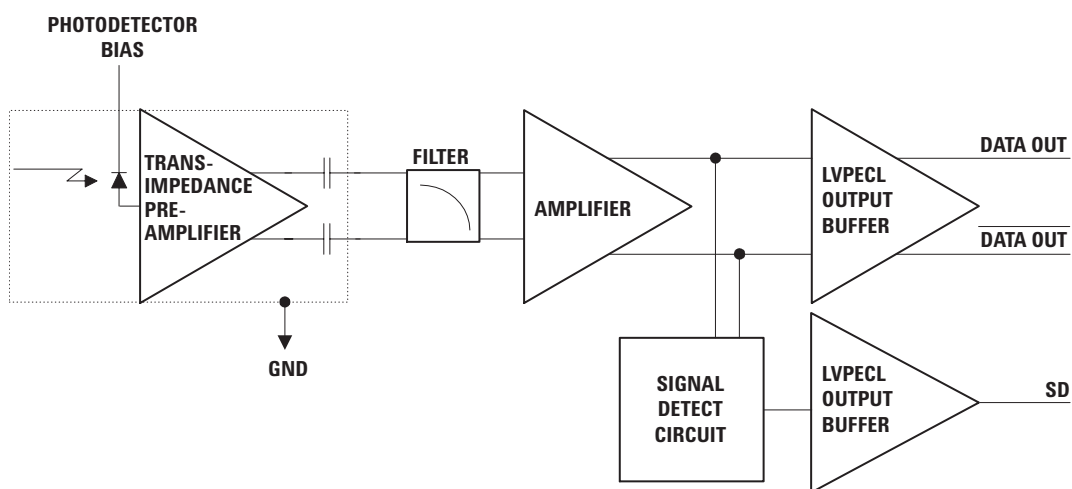 PHOTODETECTOR
BIAS
TRANS-
IMPEDANCE
PRE-
AMPLIFIER
FILTER
AMPLIFIER
LVPECL
OUTPUT
BUFFER
DATA OUT
DATA OUT
GND
SIGNAL
DETECT
CIRCUIT
LVPECL
OUTPUT
BUFFER
SD